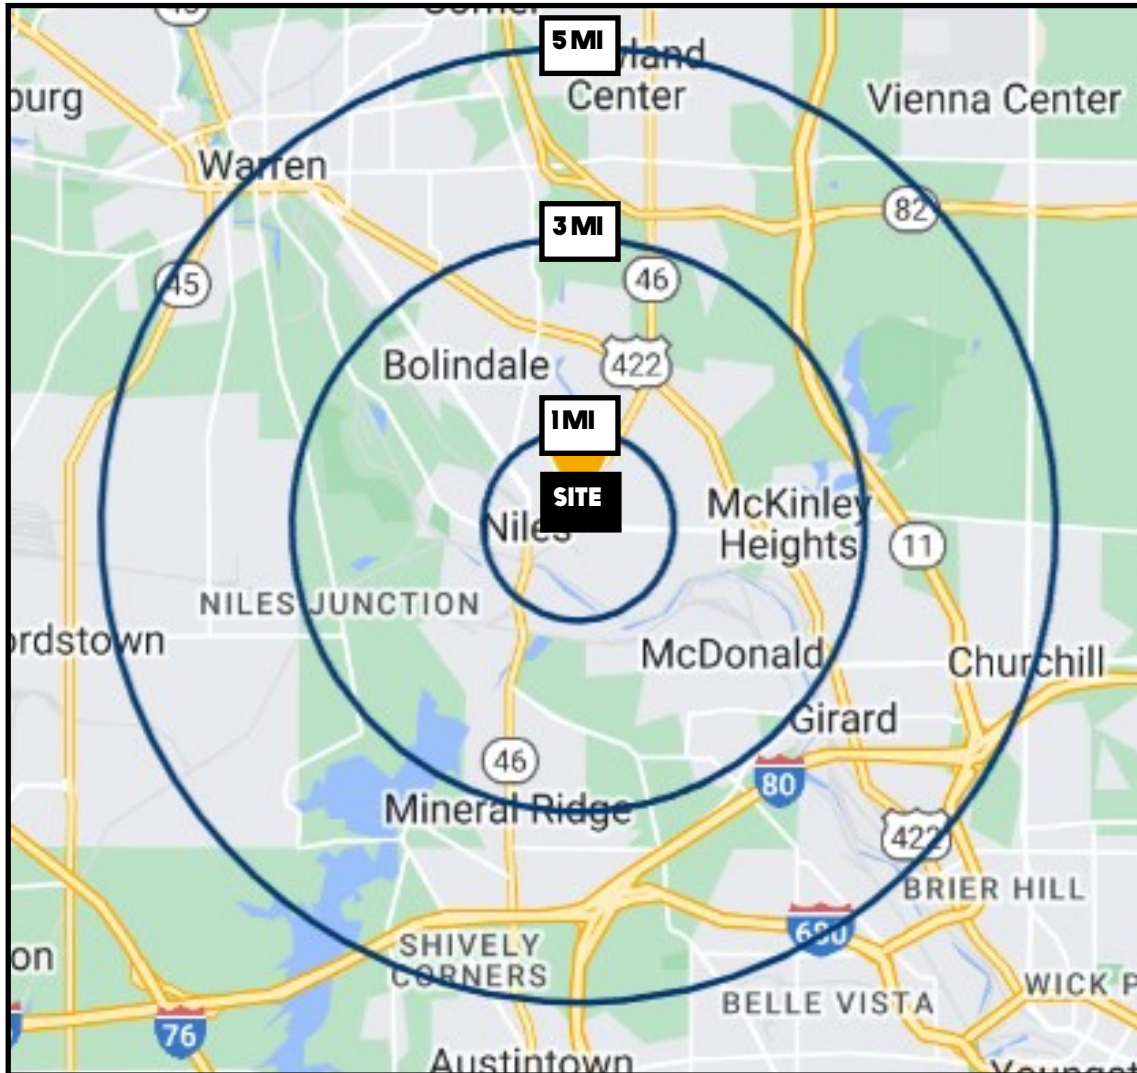 5 MI
Center
Vienna Center
Warren
82
3 MI
45
46
Bolindale
422
1 MI
SITE
Niles
McKinley
Heights
11
NILES JUNCTION
McDonald
Churchill
Girard
46
80
Mineral Ridge
422
BRIER HILL
680
SHIVELY
CORNERS
BELLE VISTA
WICK P
76
Austintown